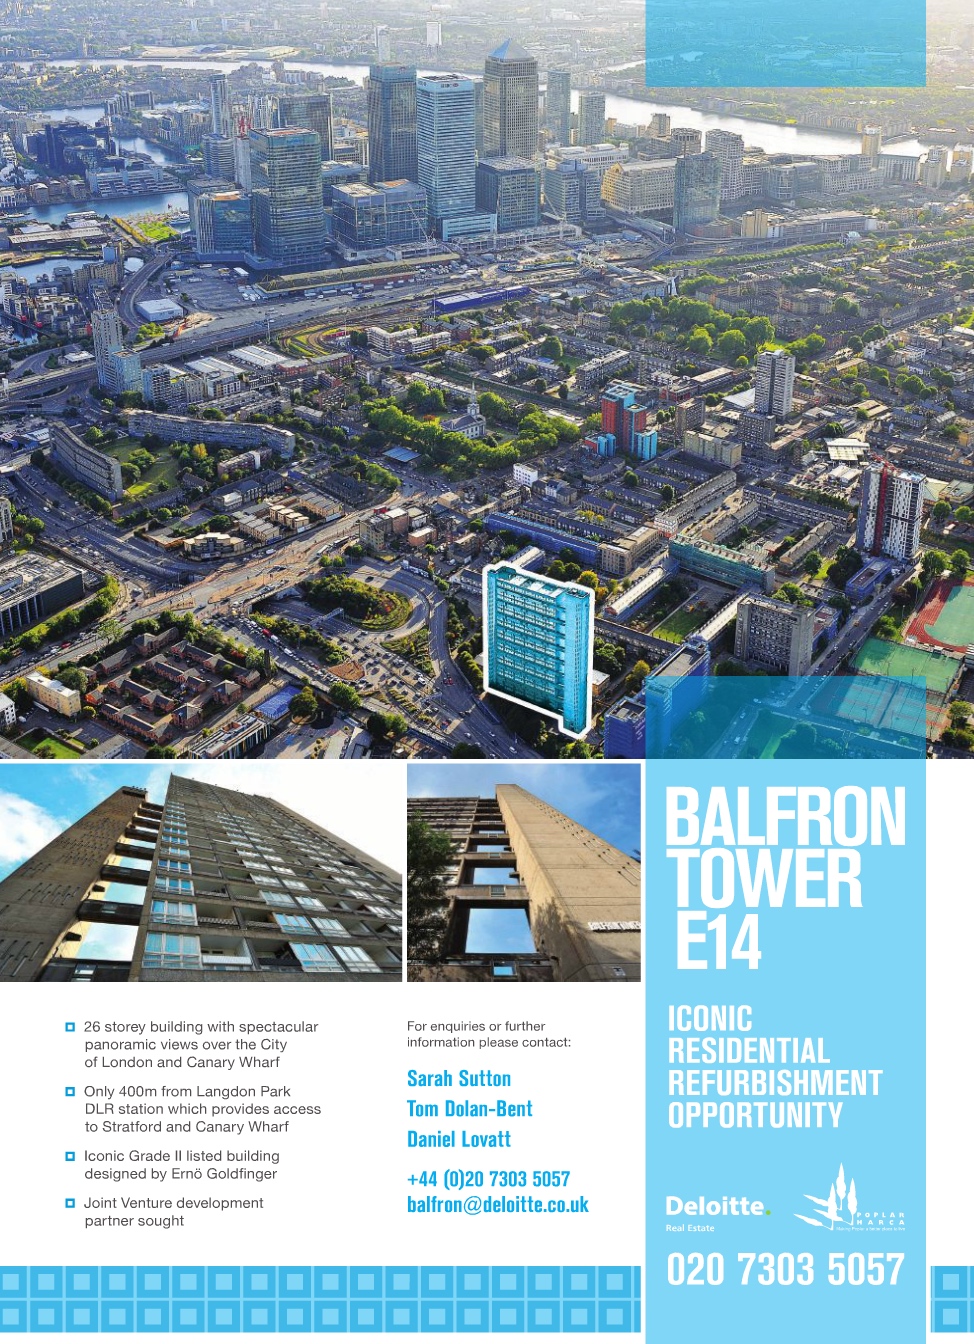 BALFRON TOWER
BALFRON
TOWER
E14
ICONIC
RESIDENTIAL
REFURBISHMENT
OPPORTUNITY
26 storey building with spectacular
panoramic views over the City
of London and Canary Wharf
Only 400m from Langdon Park
DLR station which provides access
to Stratford and Canary Wharf
Iconic Grade II listed building
designed by Ernö Goldfinger
Joint Venture development
partner sought
For enquiries or further
information please contact:
Sarah Sutton
Tom Dolan-Bent
Daniel Lovatt
+44 (0)20 7303 5057
balfron@deloitte.co.uk
Deloitte.
Real Estate
POPLAR
HARCA
020 7303 5057